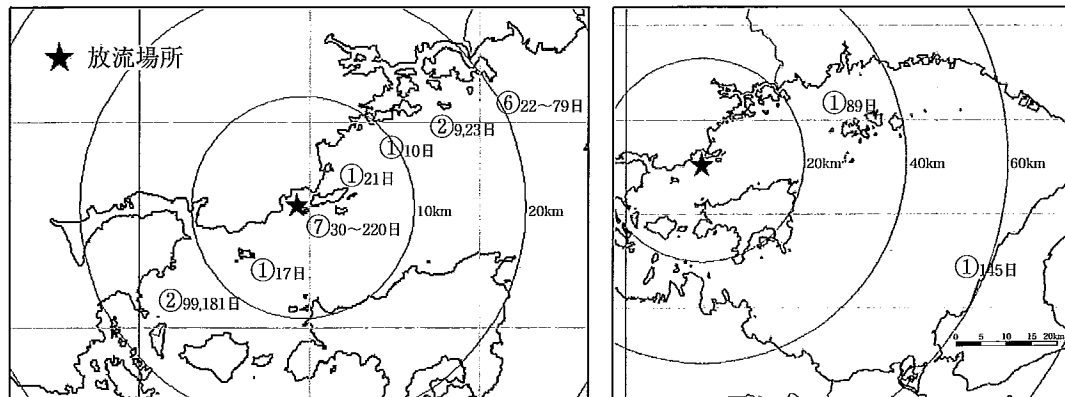 ★ 放流場所
⑥22～79日
②9,23日
①10日
①21日
10km
20km
⑦30～220日
①17日
②99,181日
①89日
20km
40km
60km
①145日
0 5 10 15 20km